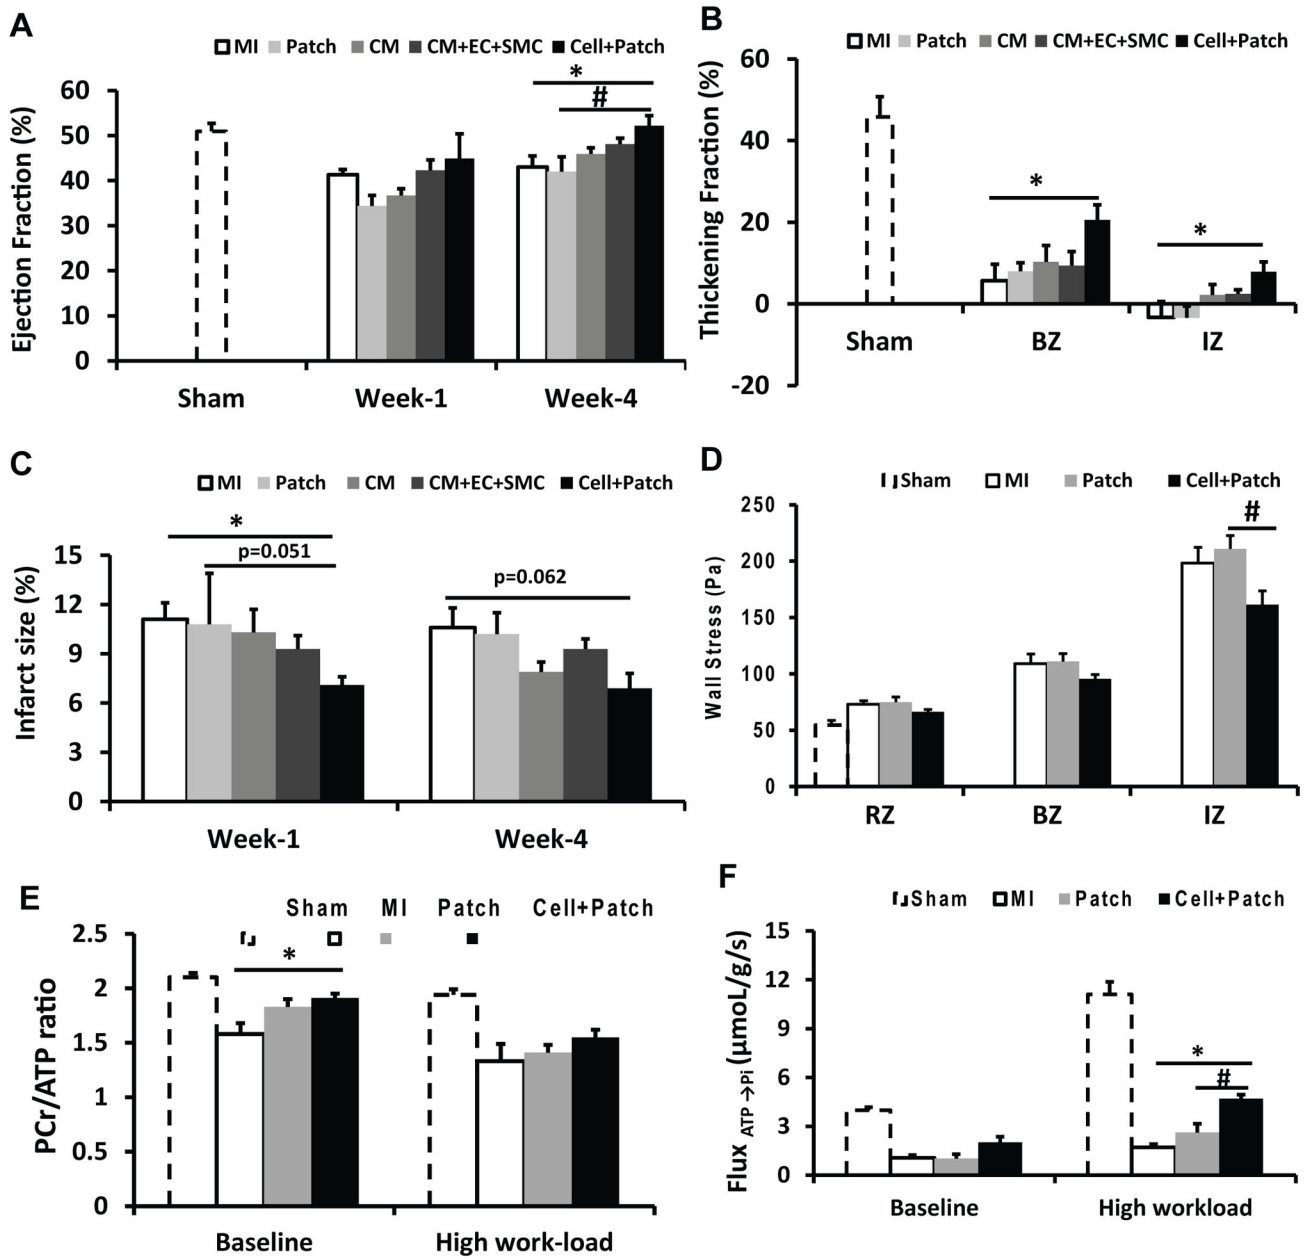 A
MI Patch CM CM+EC+SMC Cell+Patch
Ejection Fraction (%)
60
50
40
30
20
10
0
*
#
Sham Week-1 Week-4
B
MI Patch CM CM+EC+SMC Cell+Patch
Thickening Fraction (%)
60
40
20
0
-20
*
*
Sham BZ IZ
C
MI Patch CM CM+EC+SMC Cell+Patch
Infarct size (%)
15
12
9
6
3
0
*
p=0.051
p=0.062
Week-1 Week-4
D
Sham MI Patch Cell+Patch
Wall Stress (Pa)
250
200
150
100
50
0
#
RZ BZ IZ
E
Sham MI Patch Cell+Patch
PCr/ATP ratio
2.5
2
1.5
1
0.5
0
*
Baseline High work-load
F
Sham MI Patch Cell+Patch
Flux ATP →Pi (μmoL/g/s)
15
12
9
6
3
0
*
#
Baseline High workload